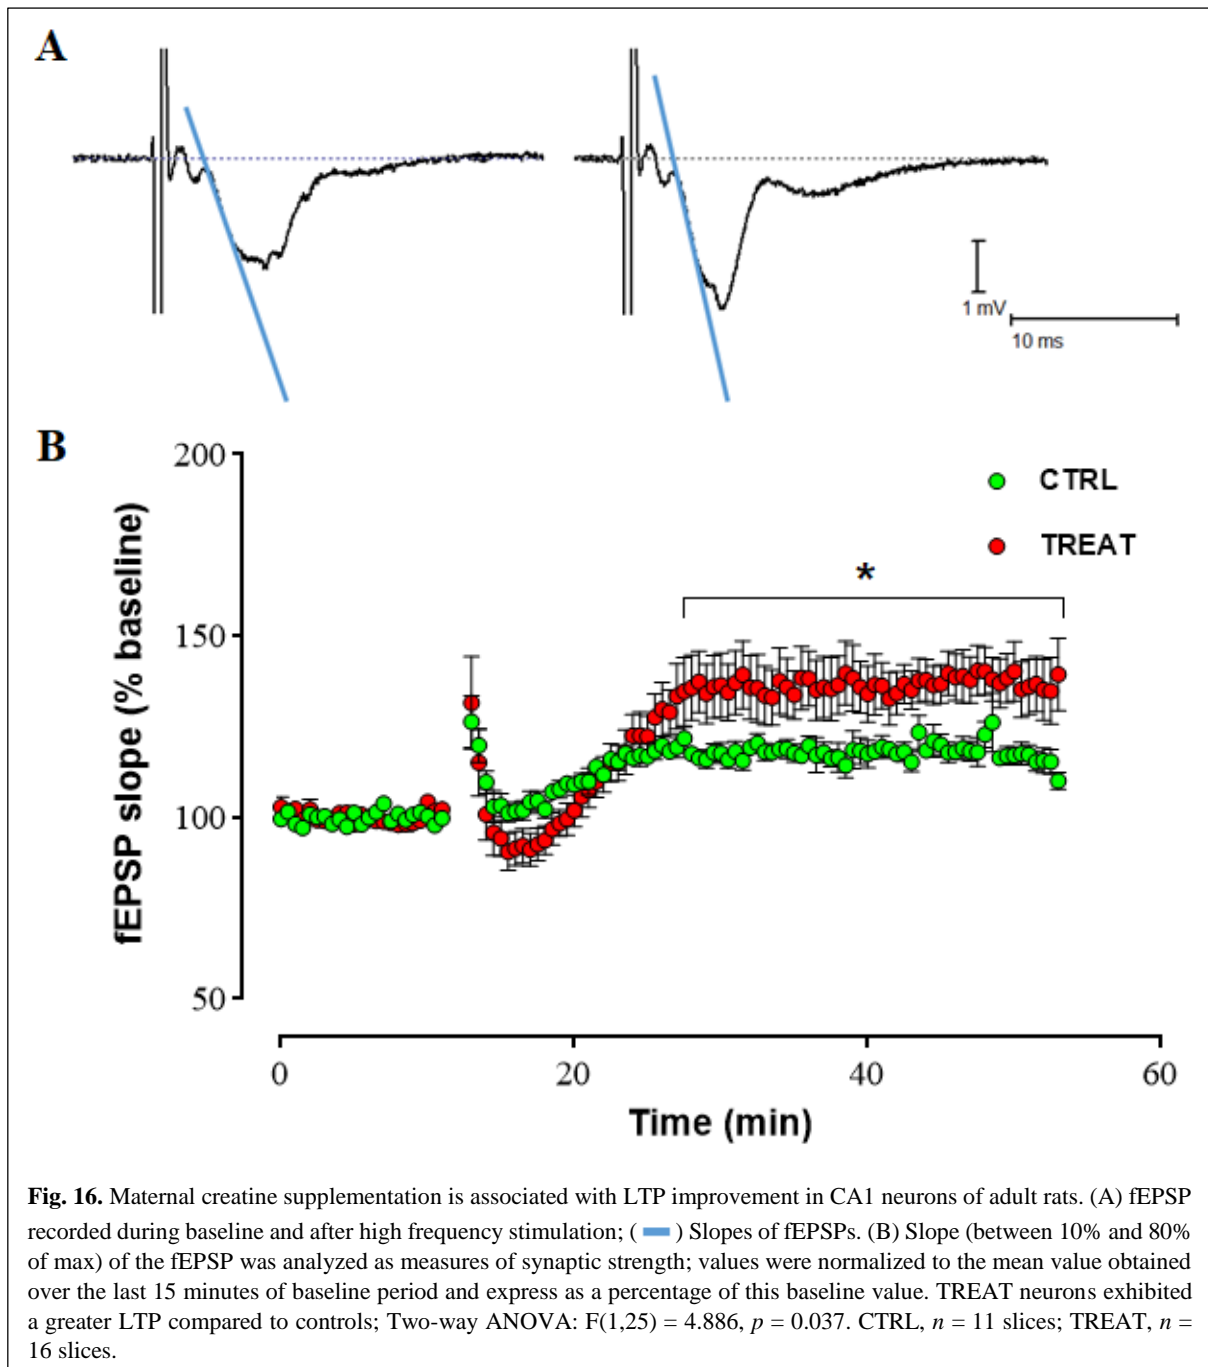 A
1 mV
10 ms
B
200
150
100
50
fEPSP slope (% baseline)
CTRL
TREAT
*
0
20
40
60
Time (min)
Fig. 16. Maternal creatine supplementation is associated with LTP improvement in CA1 neurons of adult rats. (A) fEPSP
recorded during baseline and after high frequency stimulation; ( ) Slopes of fEPSPs. (B) Slope (between 10% and 80%
of max) of the fEPSP was analyzed as measures of synaptic strength; values were normalized to the mean value obtained
over the last 15 minutes of baseline period and express as a percentage of this baseline value. TREAT neurons exhibited
a greater LTP compared to controls; Two-way ANOVA: F(1,25) = 4.886, p = 0.037. CTRL, n = 11 slices; TREAT, n =
16 slices.